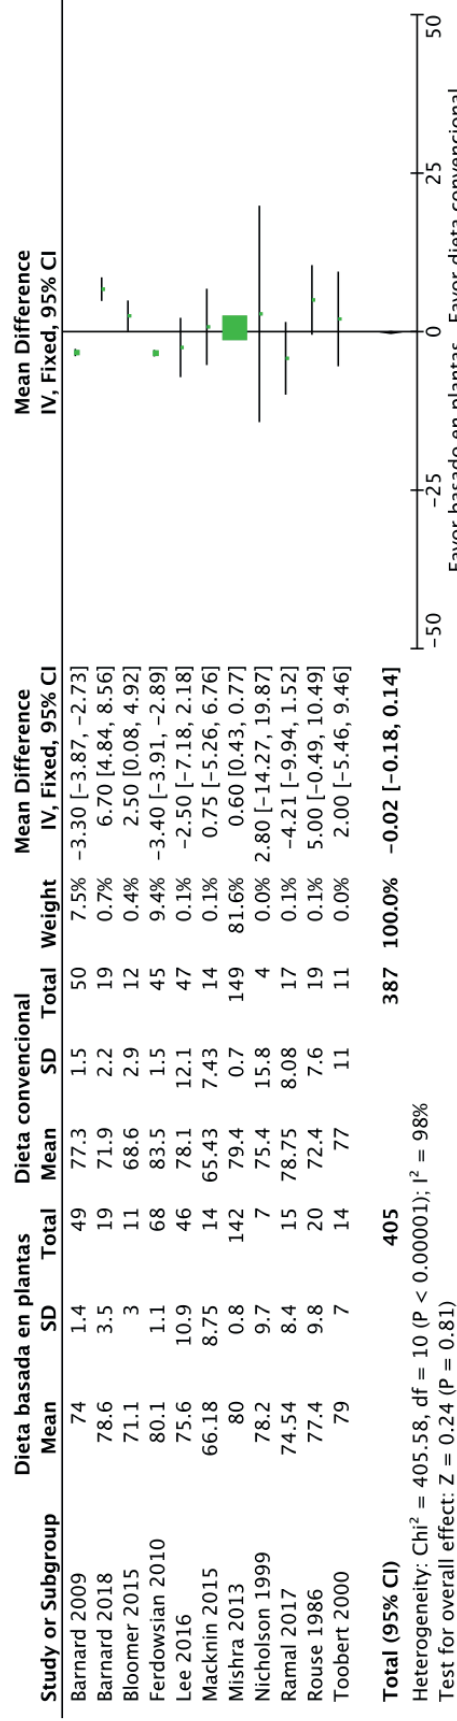 Dieta basada en plantas Dieta convencional Mean Difference Mean Difference
Study or Subgroup Mean SD Total Mean SD Total Weight IV, Fixed, 95% CI IV, Fixed, 95% CI
Barnard 2009 74 1.4 49 77.3 1.5 50 7.5% −3.30 [−3.87, −2.73]
Barnard 2018 78.6 3.5 19 71.9 2.2 19 0.7% 6.70 [4.84, 8.56]
Bloomer 2015 71.1 3 11 68.6 2.9 12 0.4% 2.50 [0.08, 4.92]
Ferdowsian 2010 80.1 1.1 68 83.5 1.5 45 9.4% −3.40 [−3.91, −2.89]
Lee 2016 75.6 10.9 46 78.1 12.1 47 0.1% −2.50 [−7.18, 2.18]
Macknin 2015 66.18 8.75 14 65.43 7.43 14 0.1% 0.75 [−5.26, 6.76]
Mishra 2013 80 0.8 142 79.4 0.7 149 81.6% 0.60 [0.43, 0.77]
Nicholson 1999 78.2 9.7 7 75.4 15.8 4 0.0% 2.80 [−14.27, 19.87]
Ramal 2017 74.54 8.4 15 78.75 8.08 17 0.1% −4.21 [−9.94, 1.52]
Rouse 1986 77.4 9.8 20 72.4 7.6 19 0.1% 5.00 [−0.49, 10.49]
Toobert 2000 79 7 14 77 11 11 0.0% 2.00 [−5.46, 9.46]
Total (95% CI) 405 387 100.0% −0.02 [−0.18, 0.14]
Heterogeneity: Chi² = 405.58, df = 10 (P < 0.00001); I² = 98%
Test for overall effect: Z = 0.24 (P = 0.81)
−50 −25 0 25 50
Favor basado en plantas Favor dieta convencional